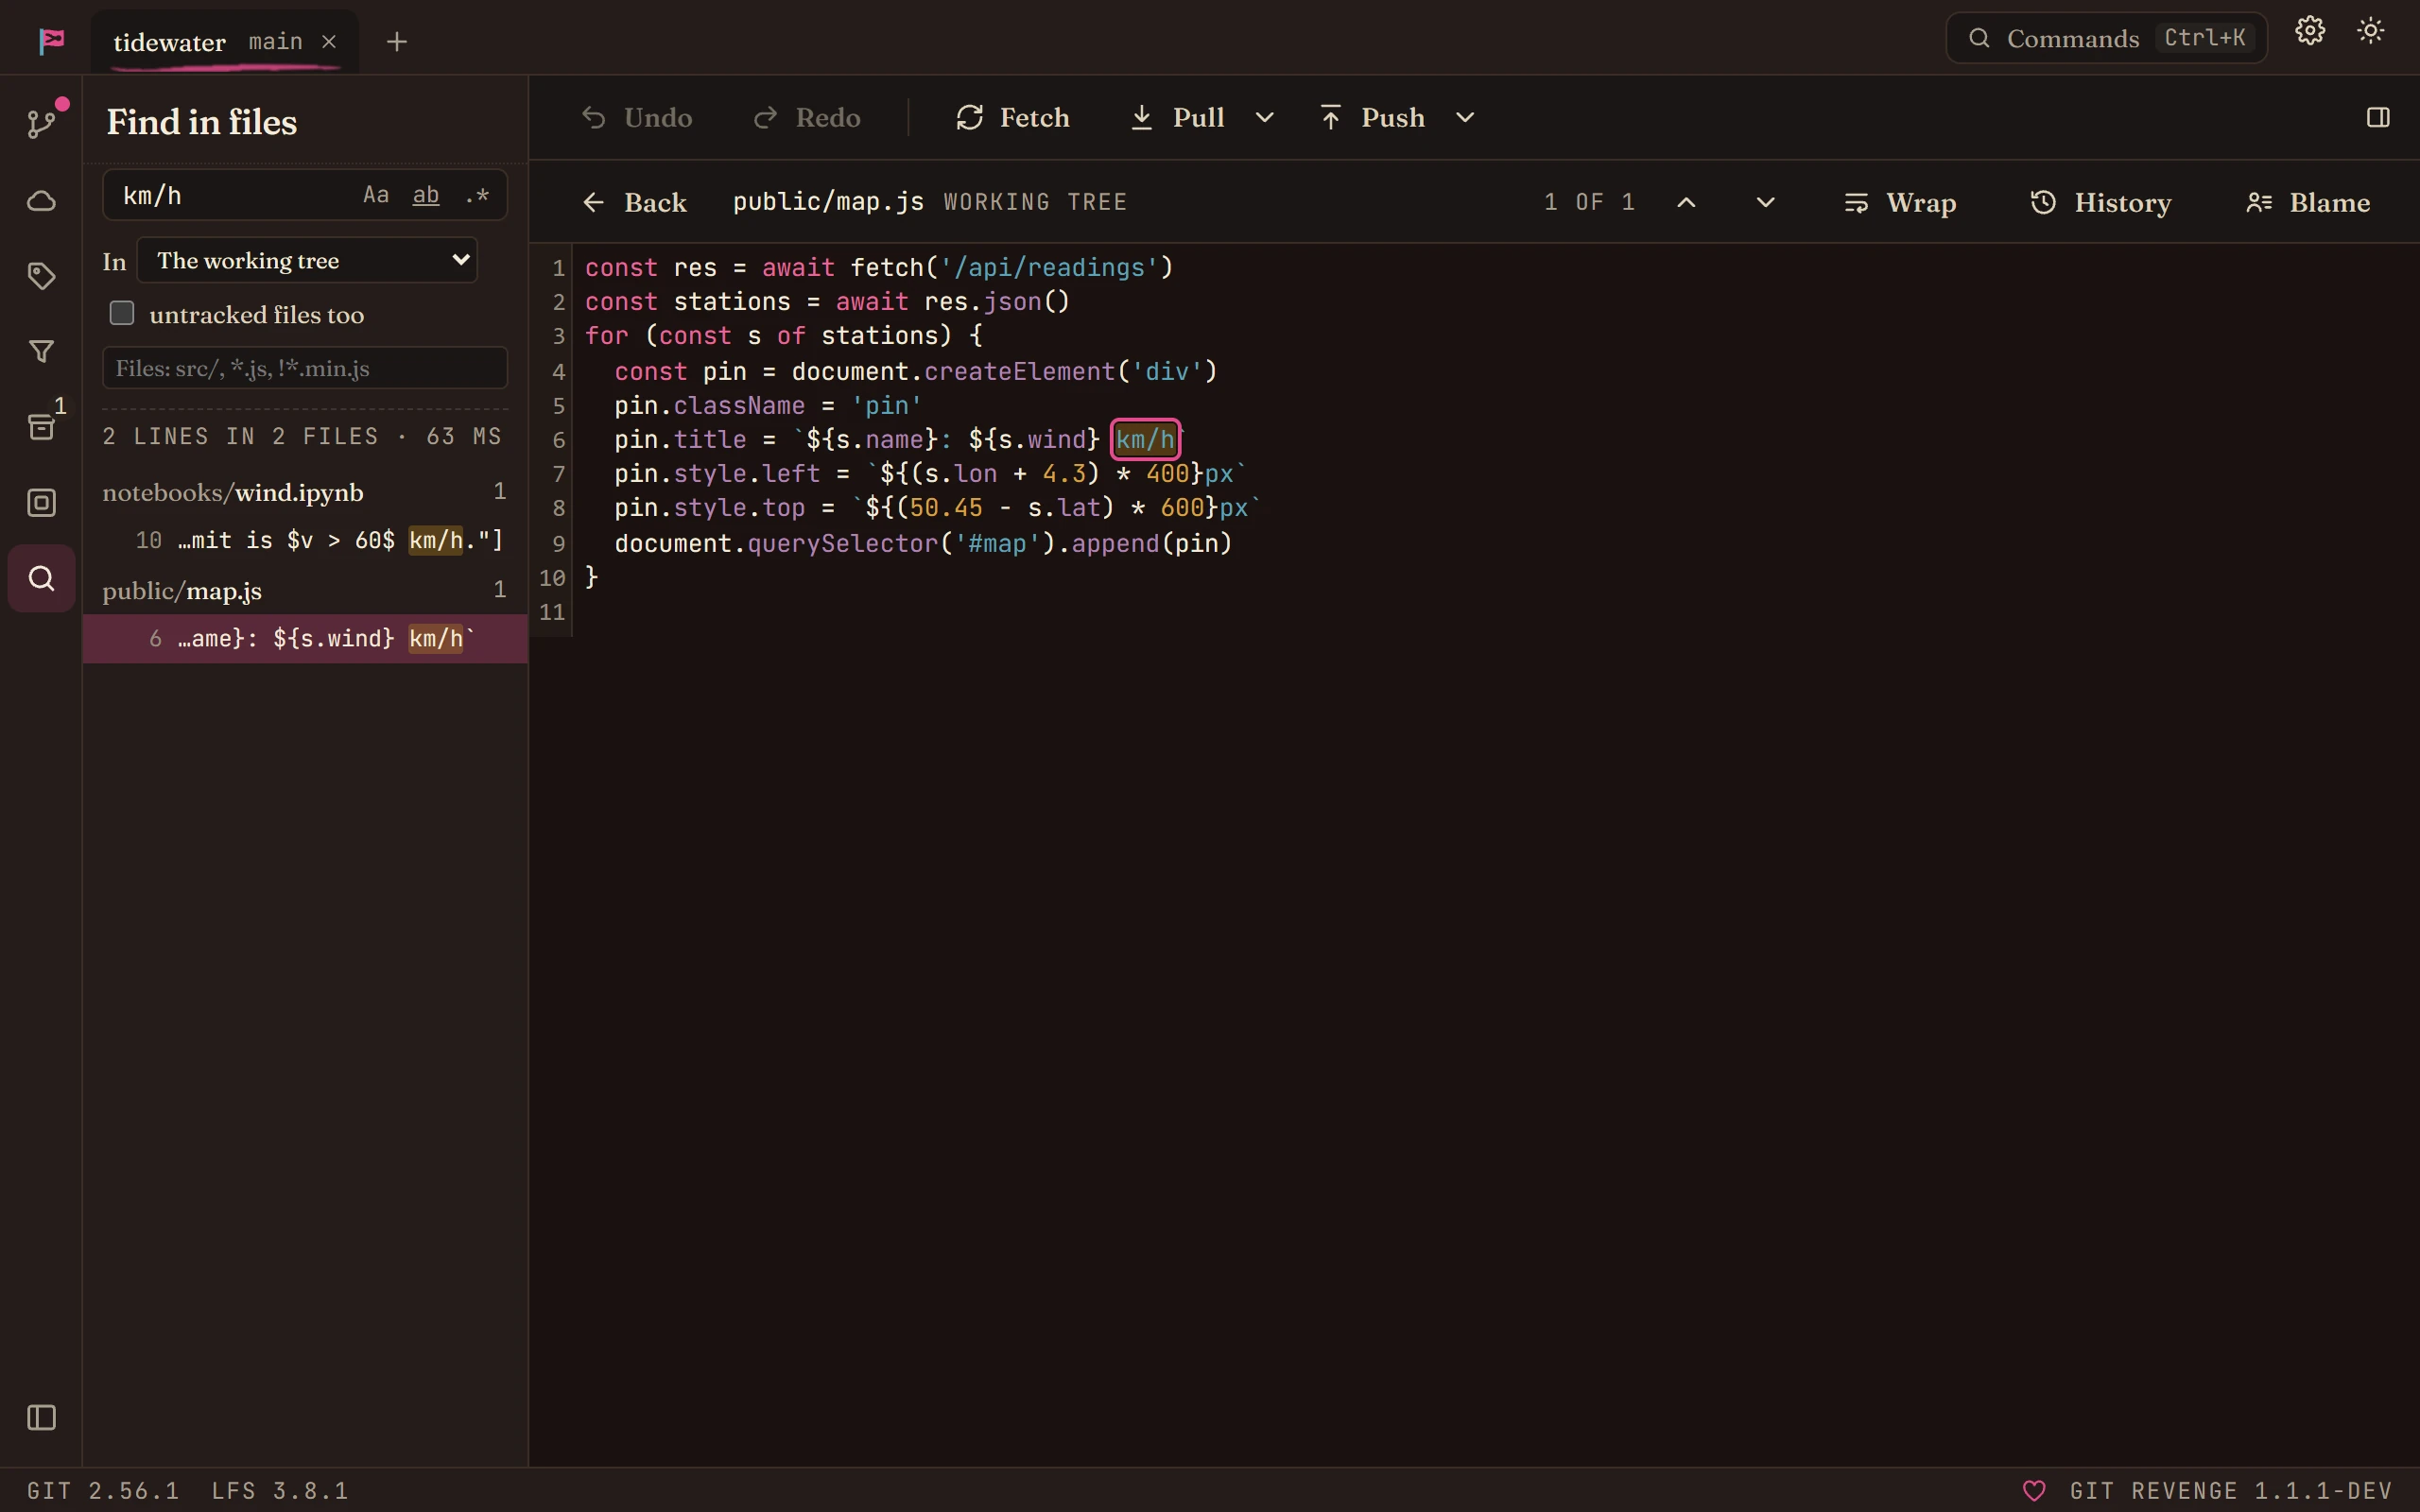 tidewater main
Commands Ctrl+K
Find in files
Undo Redo Fetch Pull Push
km/h Aa ab .*
Back public/map.js WORKING TREE 1 OF 1 Wrap History Blame
In The working tree
untracked files too
Files: src/, *.js, !*.min.js
1
2 LINES IN 2 FILES · 63 MS
notebooks/wind.ipynb 1
10 …mit is $v > 60$ km/h."]
public/map.js 1
6 …ame}: ${s.wind} km/h`
1 const res = await fetch('/api/readings')
2 const stations = await res.json()
3 for (const s of stations) {
4   const pin = document.createElement('div')
5   pin.className = 'pin'
6   pin.title = `${s.name}: ${s.wind} km/h`
7   pin.style.left = `${(s.lon + 4.3) * 400}px`
8   pin.style.top = `${(50.45 - s.lat) * 600}px`
9   document.querySelector('#map').append(pin)
10 }
11
GIT 2.56.1 LFS 3.8.1
GIT REVENGE 1.1.1-DEV